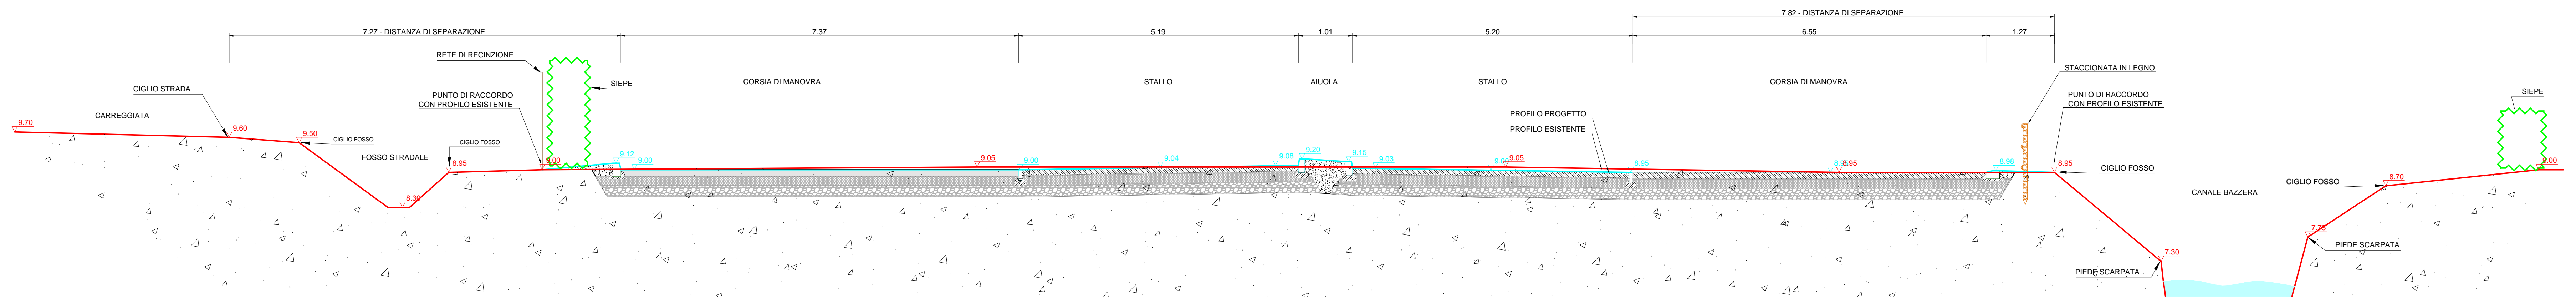 7.82 - DISTANZA DI SEPARAZIONE
7.27 - DISTANZA DI SEPARAZIONE
7.37
5.19
1.01
5.20
6.55
1.27
RETE DI RECINZIONE
SIEPE
CORSIA DI MANOVRA
STALLO
AIUOLA
STALLO
CORSIA DI MANOVRA
STACCIONATA IN LEGNO
CIGLIO STRADA
PUNTO DI RACCORDO
CON PROFILO ESISTENTE
PUNTO DI RACCORDO
CON PROFILO ESISTENTE
SIEPE
CARREGGIATA
PROFILO PROGETTO
PROFILO ESISTENTE
9.70
9.60
9.50
CIGLIO FOSSO
CIGLIO FOSSO
FOSSO STRADALE
8.95
9.00
9.12
9.00
9.05
9.00
9.04
9.20
9.15
9.03
9.05
8.95
8.95
8.98
8.95
CIGLIO FOSSO
8.30
CANALE BAZZERA
CIGLIO FOSSO
8.70
9.00
7.75
PIEDE SCARPATA
7.30
PIEDE SCARPATA